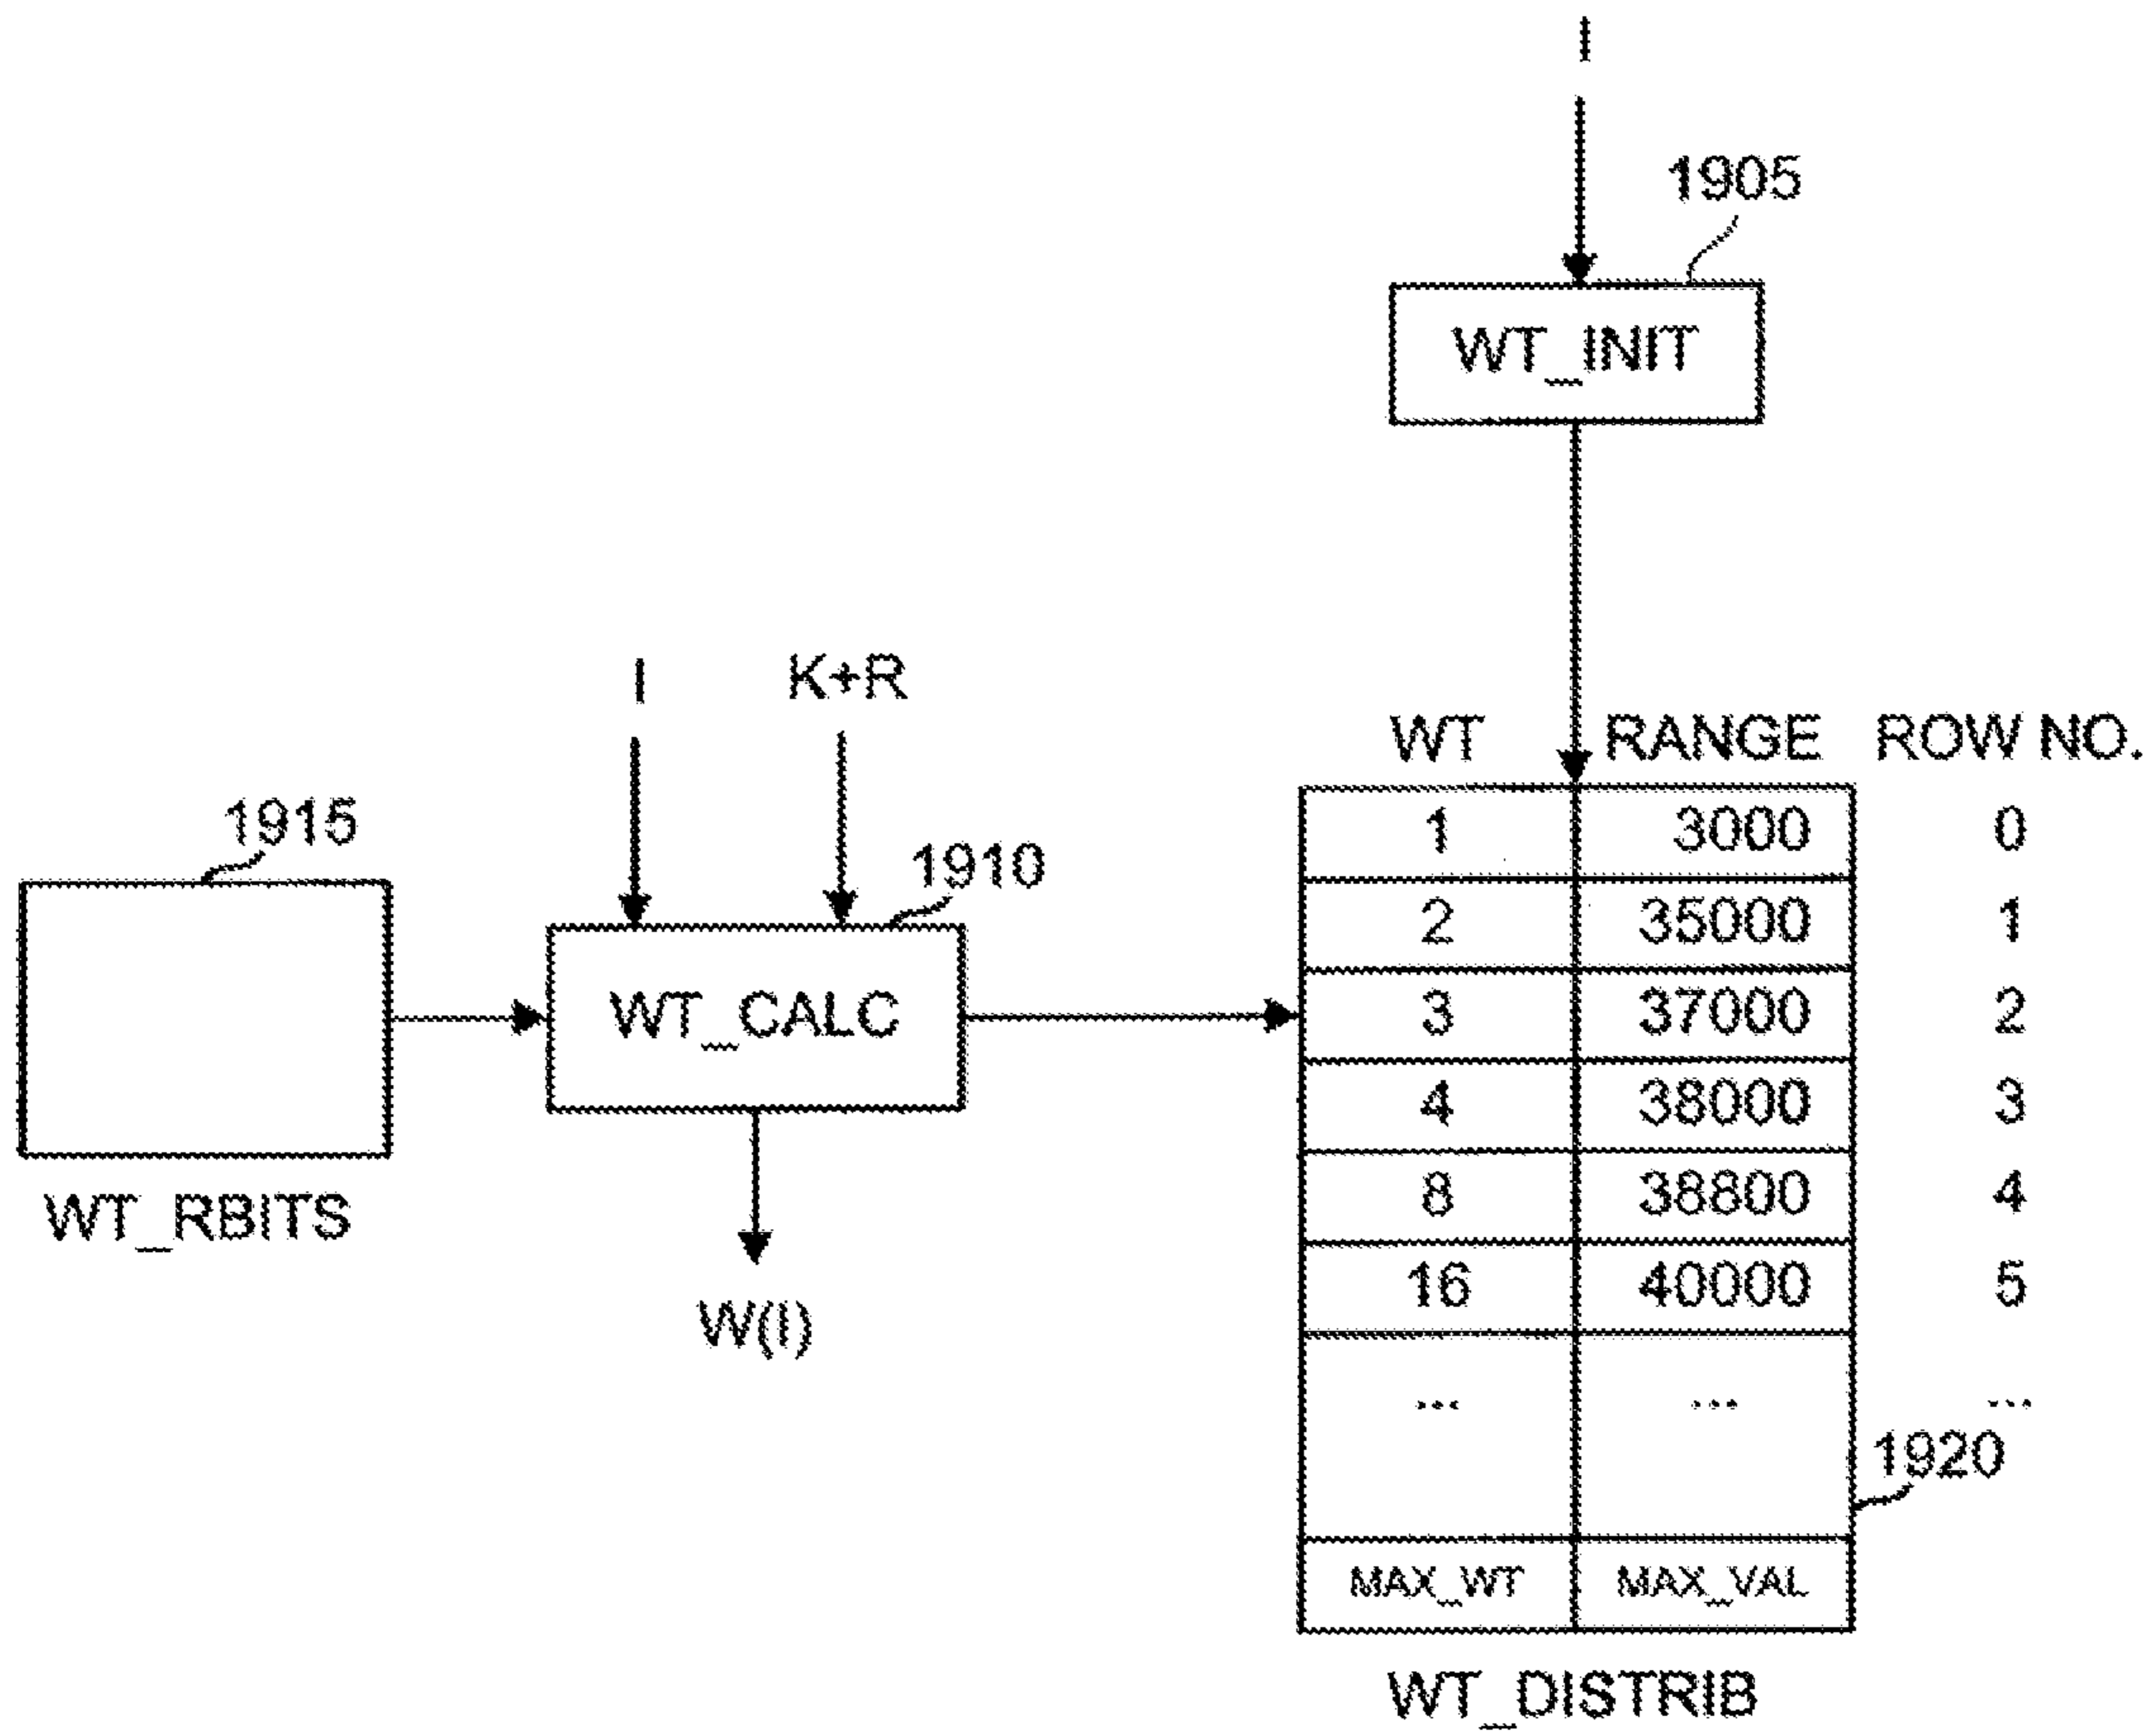 I
1905
WT_INIT
I K+R
WT RANGE ROW NO.
1915
1910
1 3000 0
2 35000 1
WT_CALC
3 37000 2
4 38000 3
WT_RBITS
8 38800 4
W(I)
16 40000 5
... ... ...
1920
MAX_WT MAX_VAL
WT_DISTRIB